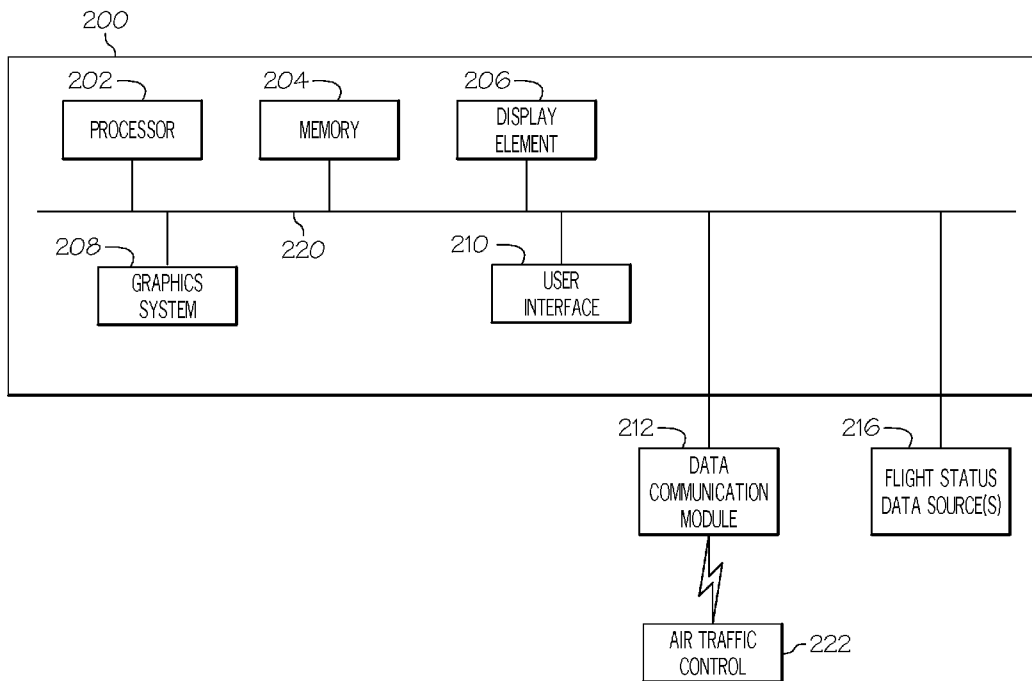 200
202
204
206
PROCESSOR
MEMORY
DISPLAY
ELEMENT
208
220
210
GRAPHICS
SYSTEM
USER
INTERFACE
212
216
DATA
COMMUNICATION
MODULE
FLIGHT STATUS
DATA SOURCE(S)
AIR TRAFFIC
CONTROL
222